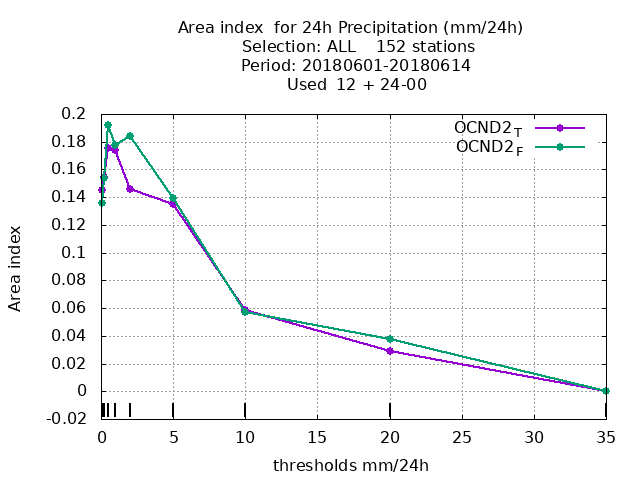 Area index  for 24h Precipitation (mm/24h)
Selection: ALL    152 stations
Period: 20180601-20180614
Used  12 + 24-00
OCND2_T
OCND2_F
0.2
0.18
0.16
0.14
0.12
0.1
0.08
0.06
0.04
0.02
0
-0.02
Area index
0 5 10 15 20 25 30 35
thresholds mm/24h